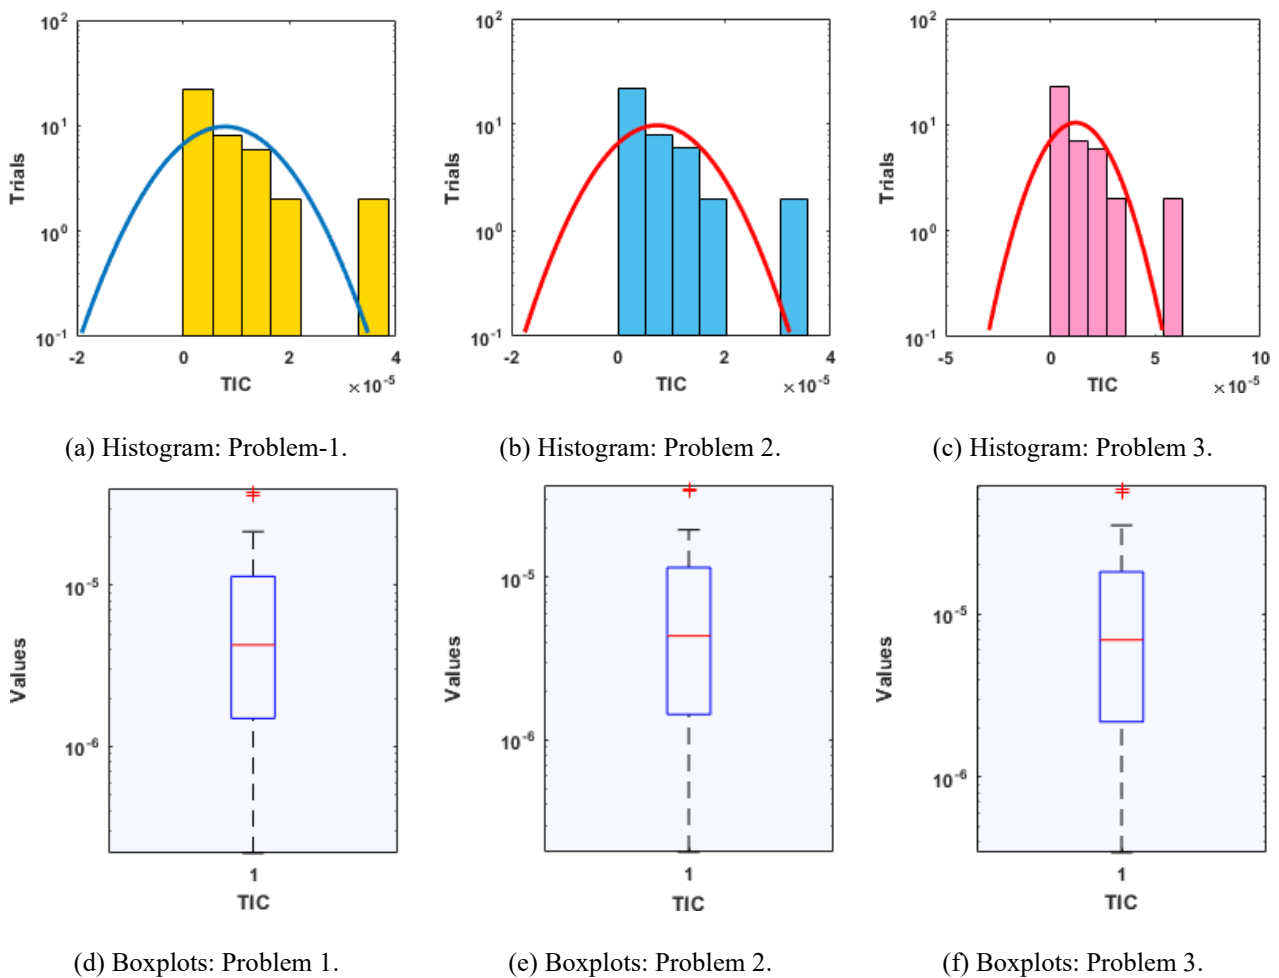 10^2
10^1
10^0
10^-1
Trials
-2 0 2 4
TIC
×10^-5
10^2
10^1
10^0
10^-1
Trials
-2 0 2 4
TIC
×10^-5
10^2
10^1
10^0
10^-1
Trials
-5 0 5 10
TIC
×10^-5
(a) Histogram: Problem-1.
(b) Histogram: Problem 2.
(c) Histogram: Problem 3.
10^-5
10^-6
Values
1
TIC
10^-5
10^-6
Values
1
TIC
10^-5
10^-6
Values
1
TIC
(d) Boxplots: Problem 1.
(e) Boxplots: Problem 2.
(f) Boxplots: Problem 3.